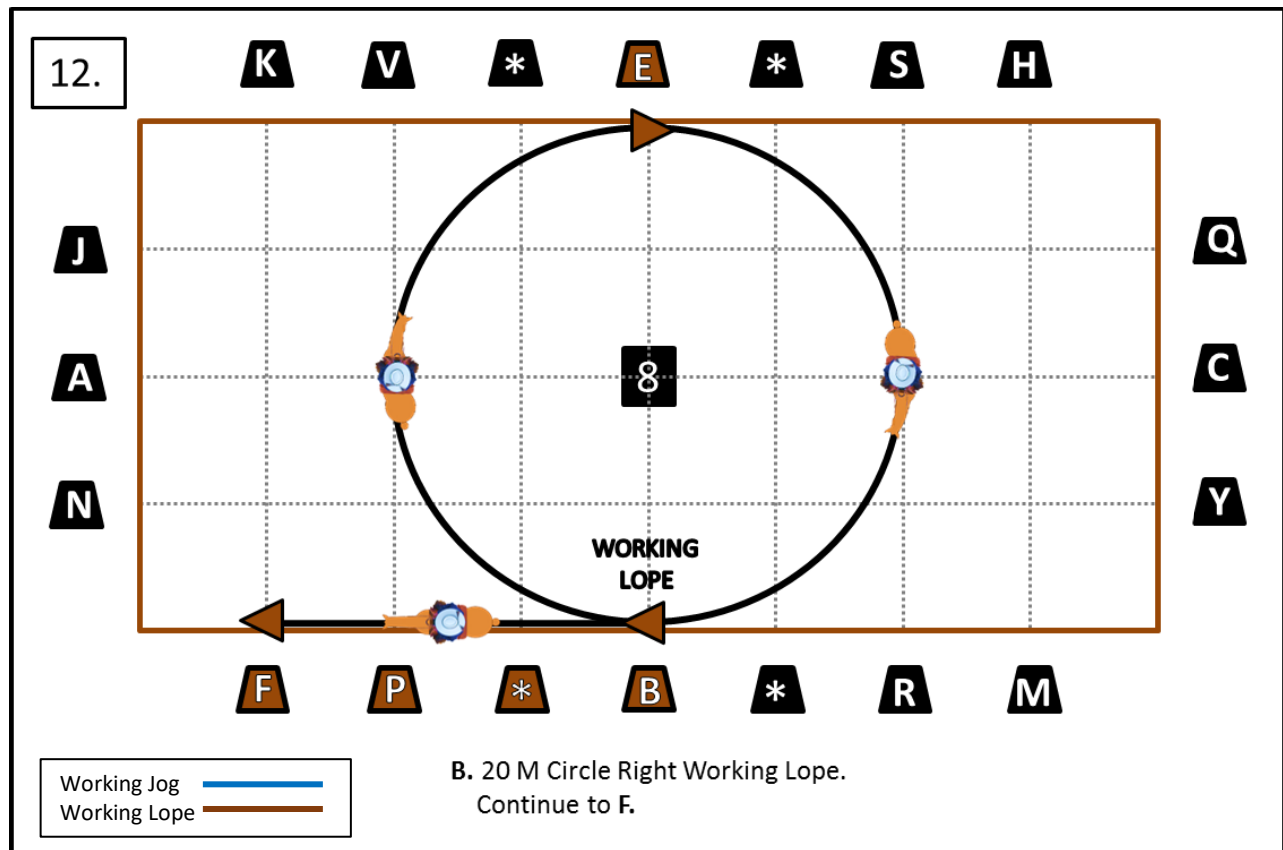 12.
K V * E * S H
J Q
A 8 C
N Y
WORKING
LOPE
F P * B * R M
Working Jog
Working Lope
B. 20 M Circle Right Working Lope.
Continue to F.